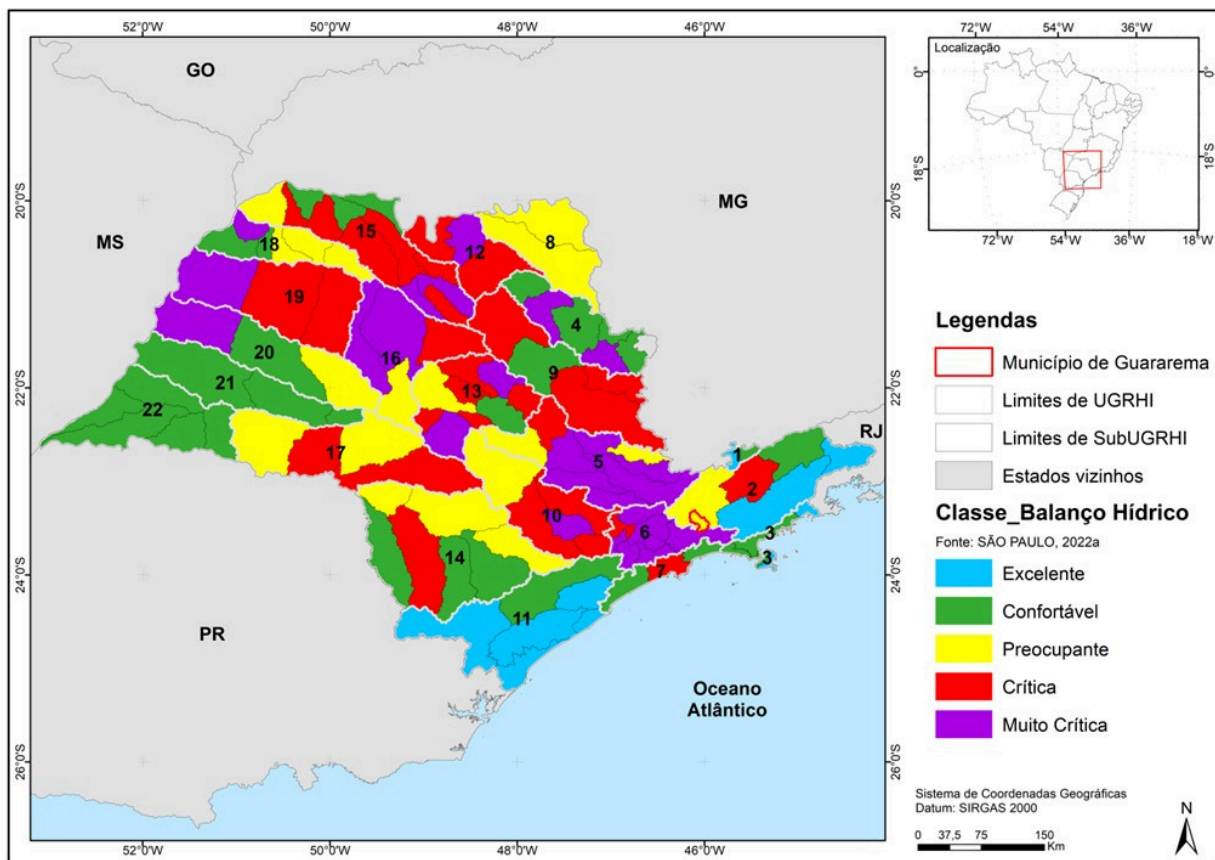 52°0'W 50°0'W 48°0'W 46°0'W
GO
MS
MG
RJ
PR
Oceano
Atlântico
20°0'S
22°0'S
24°0'S
26°0'S
20°0'S
22°0'S
24°0'S
26°0'S
15
18
12
8
19
4
16
20
9
21
13
22
17
5
1
2
10
6
3
3
14
7
11
52°0'W 50°0'W 48°0'W 46°0'W
72°W 54°W 36°W
Localização
0°
0°
18°S
18°S
72°W 54°W 36°W 18°W
Legendas
Município de Guararema
Limites de UGRHI
Limites de SubUGRHI
Estados vizinhos
Classe_Balanço Hídrico
Fonte: SÃO PAULO, 2022a
Excelente
Confortável
Preocupante
Crítica
Muito Crítica
Sistema de Coordenadas Geográficas
Datum: SIRGAS 2000
0 37,5 75 150
Km
N